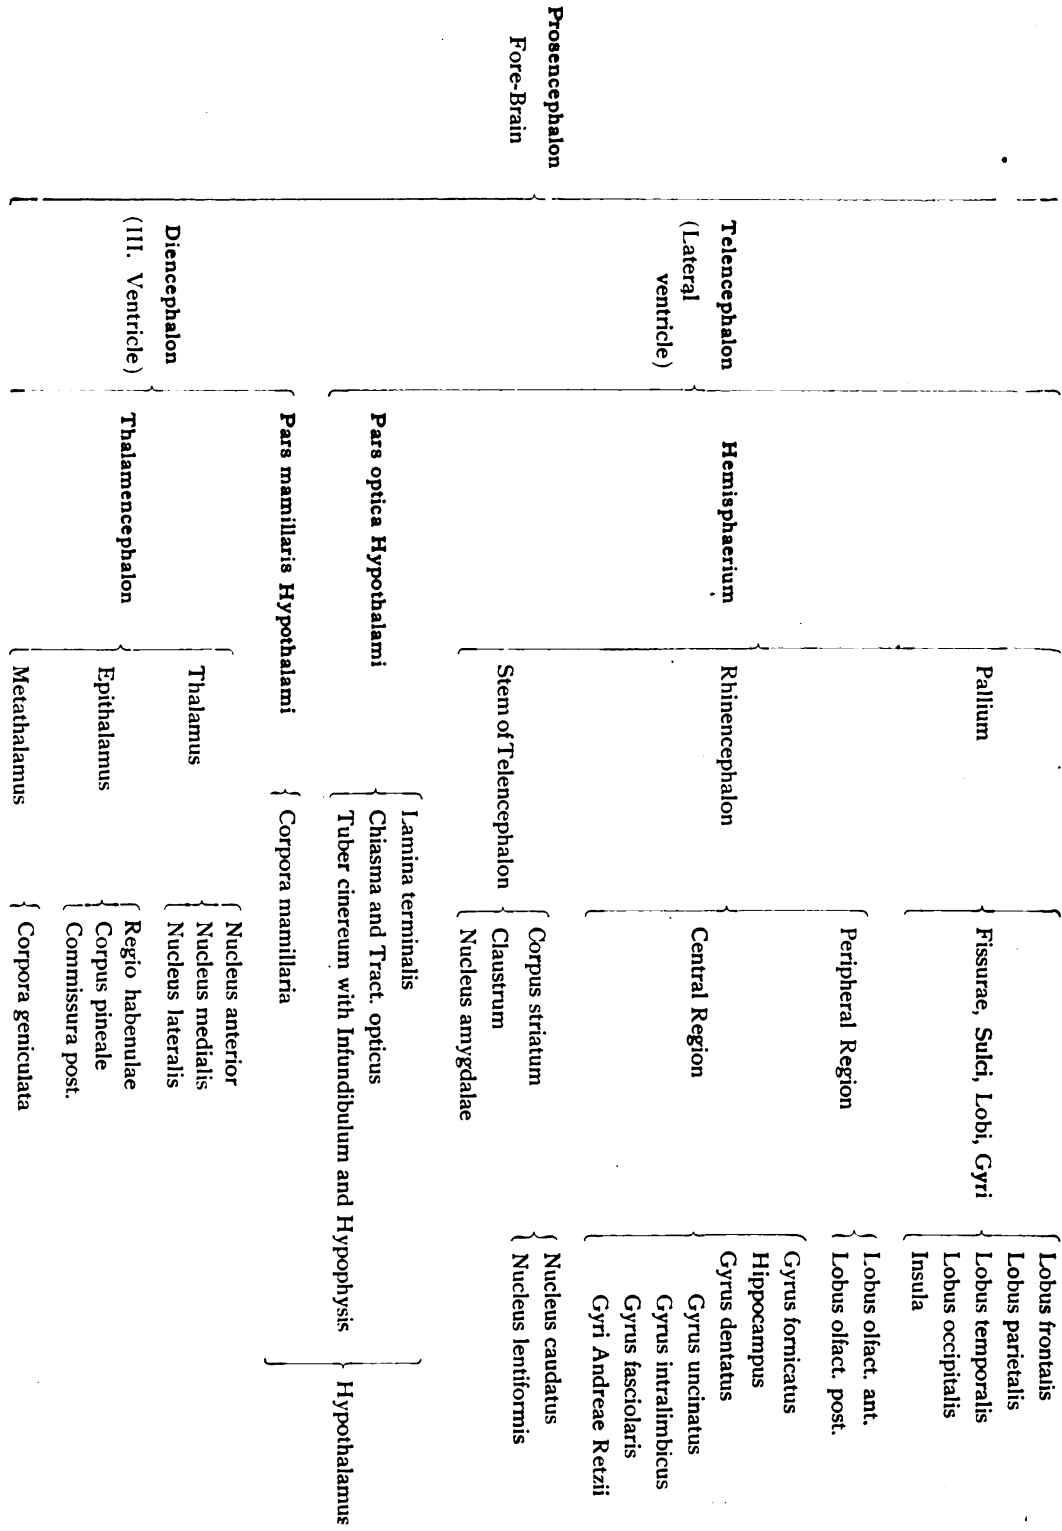 Prosencephalon
Fore-Brain
Telencephalon
(Lateral
ventricle)
Hemisphaerium
Pallium
Fissurae, Sulci, Lobi, Gyri
Lobus frontalis
Lobus parietalis
Lobus temporalis
Lobus occipitalis
Insula
Rhinencephalon
Peripheral Region
Lobus olfact. ant.
Lobus olfact. post.
Central Region
Gyrus fornicatus
Hippocampus
Gyrus dentatus
Gyrus uncinatus
Gyrus intralimbicus
Gyrus fasciolaris
Gyri Andreae Retzii
Stem of Telencephalon
Corpus striatum
Claustrum
Nucleus amygdalae
Nucleus caudatus
Nucleus lentiformis
Pars optica Hypothalami
Lamina terminalis
Chiasma and Tract. opticus
Tuber cinereum with Infundibulum and Hypophysis
Hypothalamus
Diencephalon
(III. Ventricle)
Pars mamillaris Hypothalami
Corpora mamillaria
Thalamencephalon
Thalamus
Nucleus anterior
Nucleus medialis
Nucleus lateralis
Epithalamus
Regio habenulae
Corpus pineale
Commissura post.
Metathalamus
Corpora geniculata